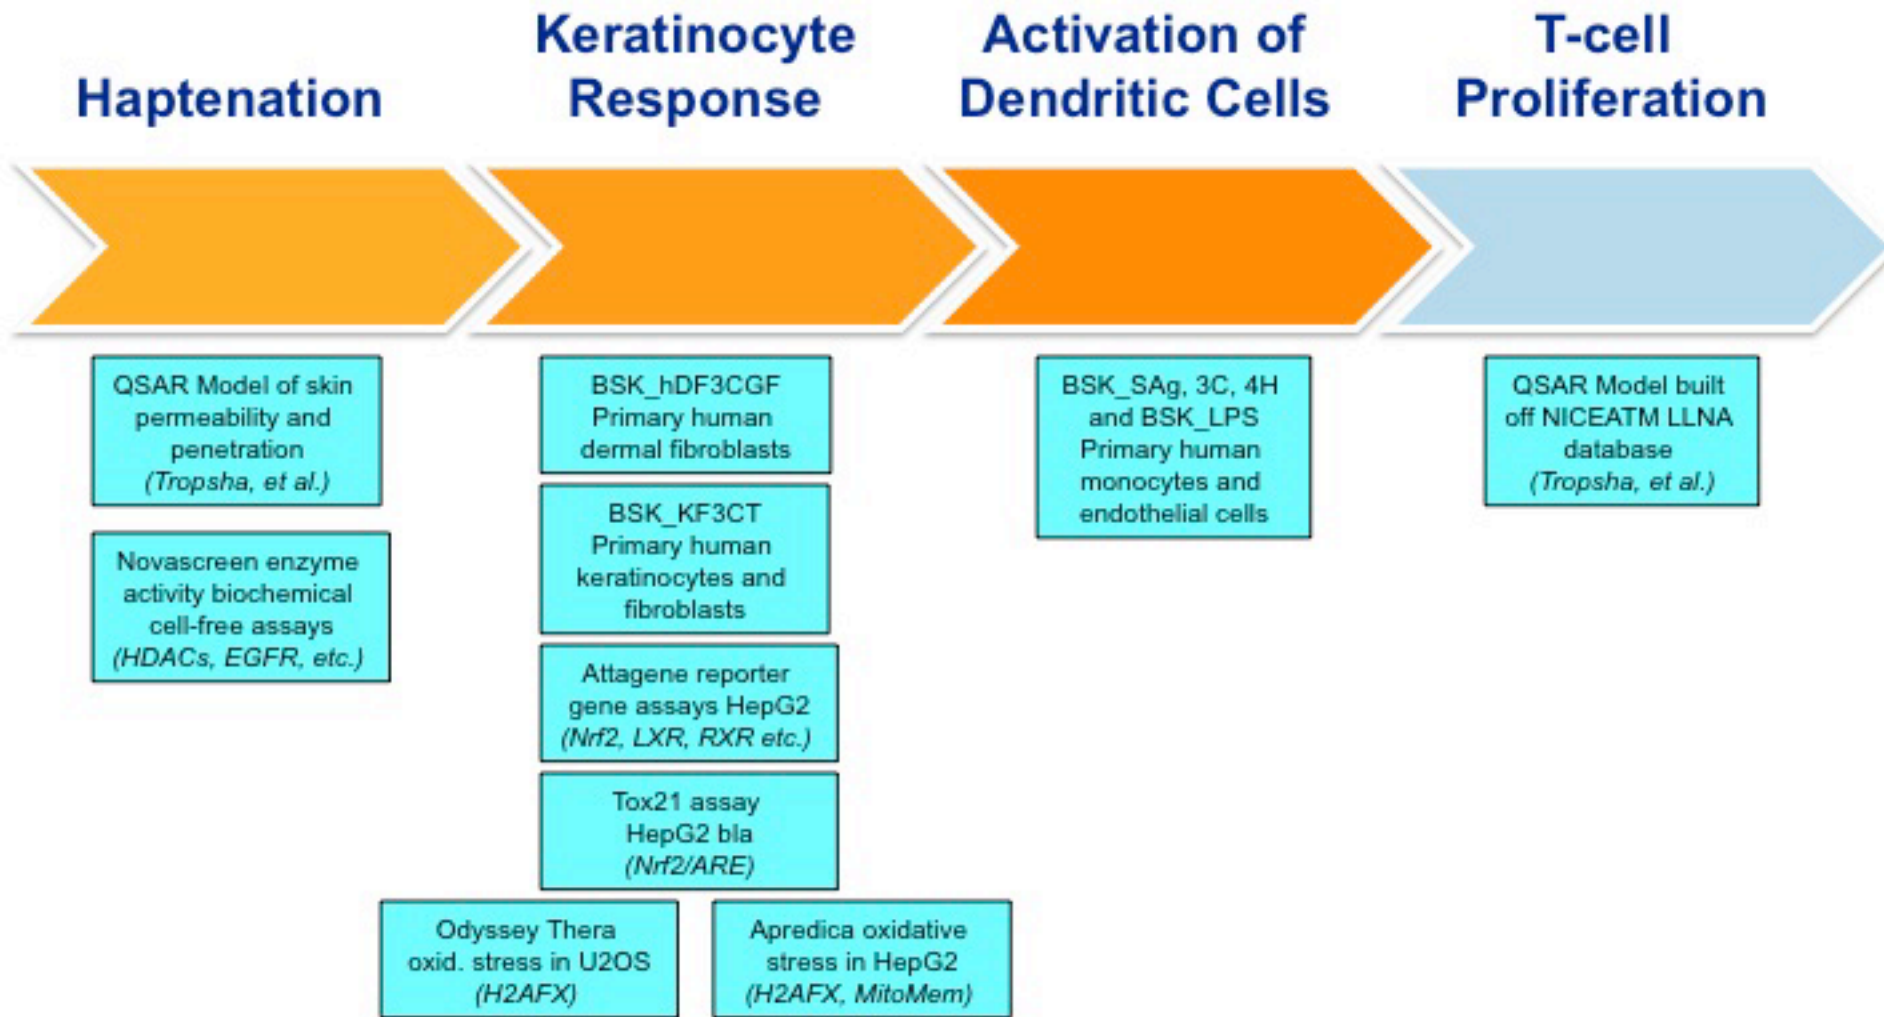 Haptenation
Keratinocyte
Response
Activation of
Dendritic Cells
T-cell
Proliferation
QSAR Model of skin
permeability and
penetration
(Tropsha, et al.)
Novascreen enzyme
activity biochemical
cell-free assays
(HDACs, EGFR, etc.)
BSK_hDF3CGF
Primary human
dermal fibroblasts
BSK_KF3CT
Primary human
keratinocytes and
fibroblasts
Attagene reporter
gene assays HepG2
(Nrf2, LXR, RXR etc.)
Tox21 assay
HepG2 bla
(Nrf2/ARE)
Odyssey Thera
oxid. stress in U2OS
(H2AFX)
Apredica oxidative
stress in HepG2
(H2AFX, MitoMem)
BSK_SAg, 3C, 4H
and BSK_LPS
Primary human
monocytes and
endothelial cells
QSAR Model built
off NICEATM LLNA
database
(Tropsha, et al.)